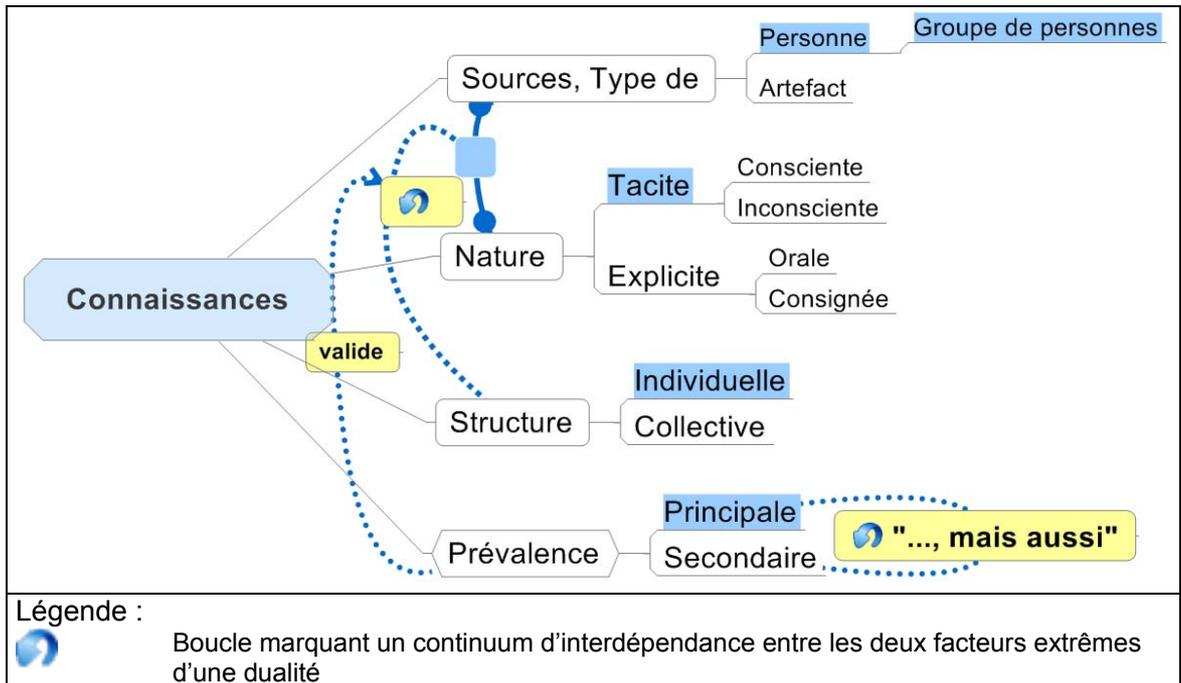 Personne
Groupe de personnes
Sources, Type de
Artefact
Consciente
Tacite
Inconsciente
Nature
Orale
Explicite
Consignée
Connaissances
valide
Individuelle
Structure
Collective
Principale
"..., mais aussi"
Prévalence
Secondaire
Légende :
Boucle marquant un continuum d'interdépendance entre les deux facteurs extrêmes
d'une dualité